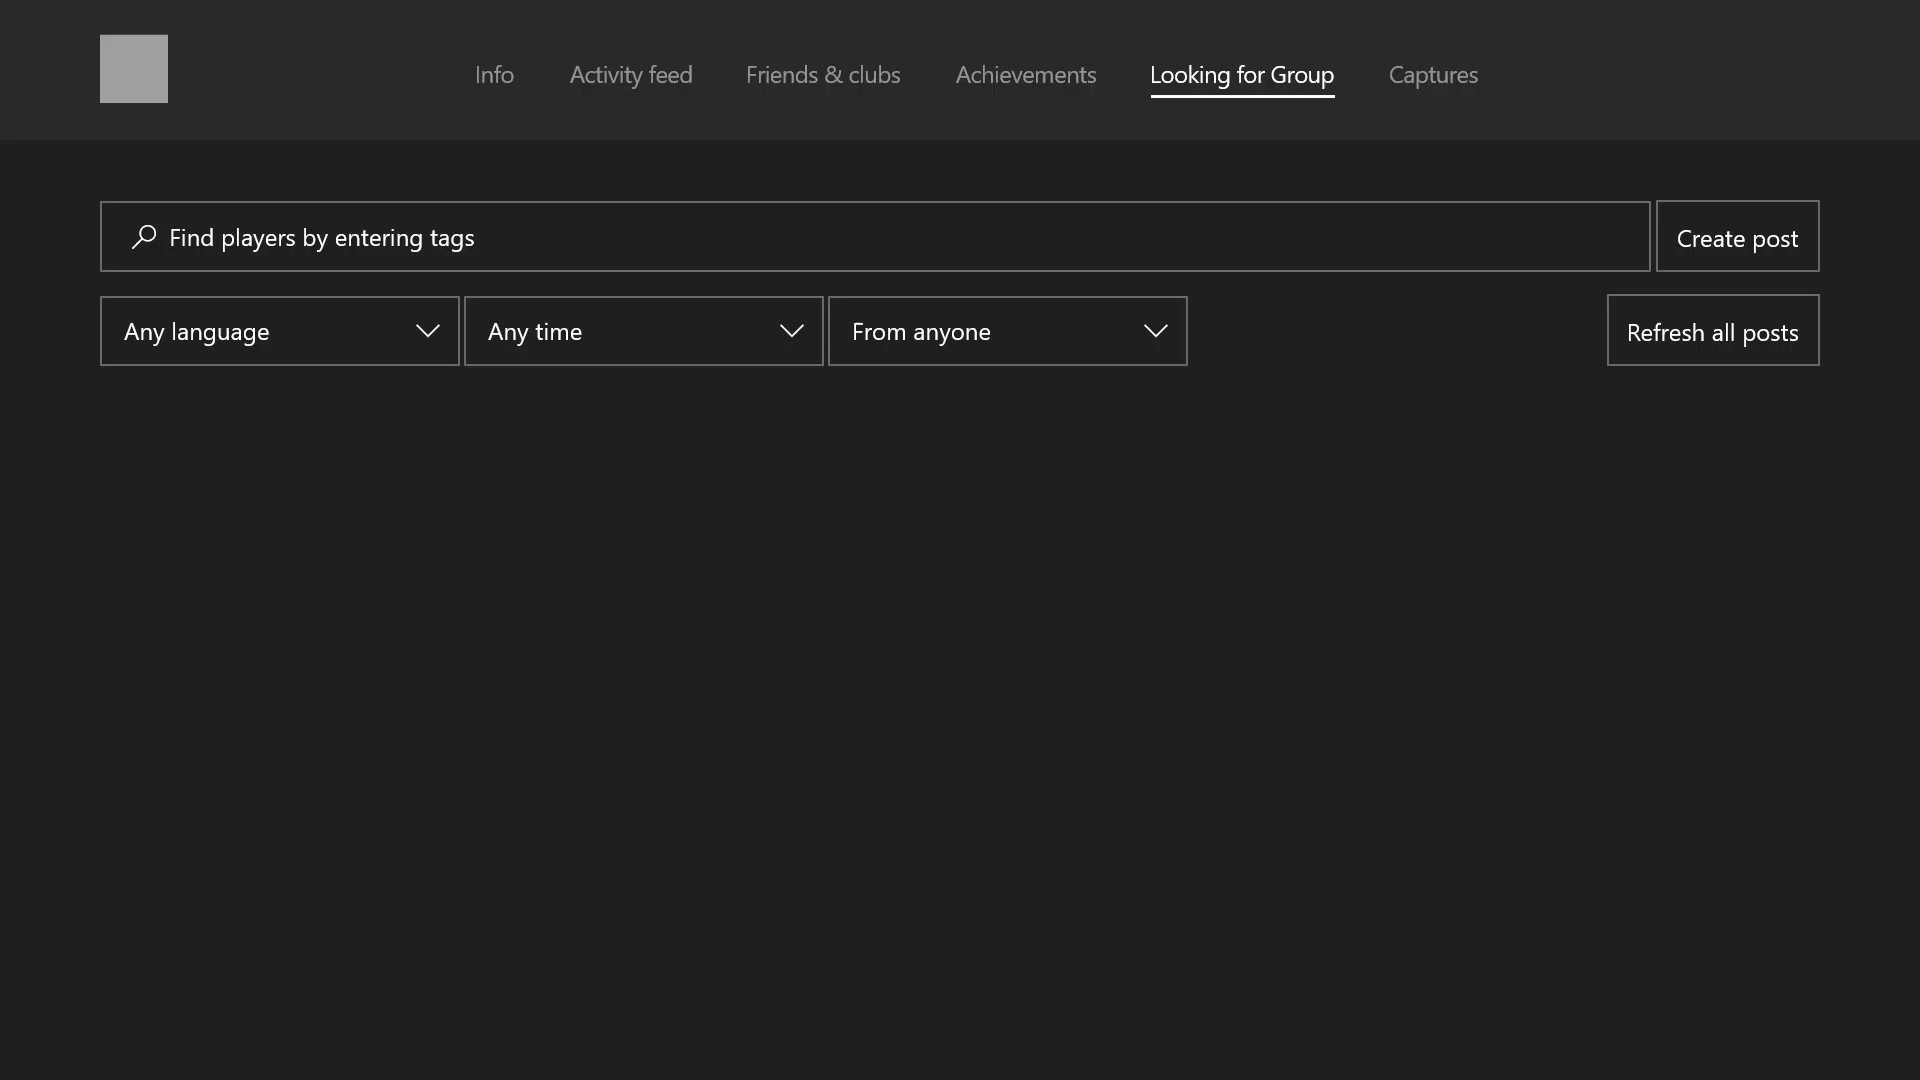 Info
Activity feed
Friends & clubs
Achievements
Looking for Group
Captures
Find players by entering tags
Create post
Any language
Any time
From anyone
Refresh all posts